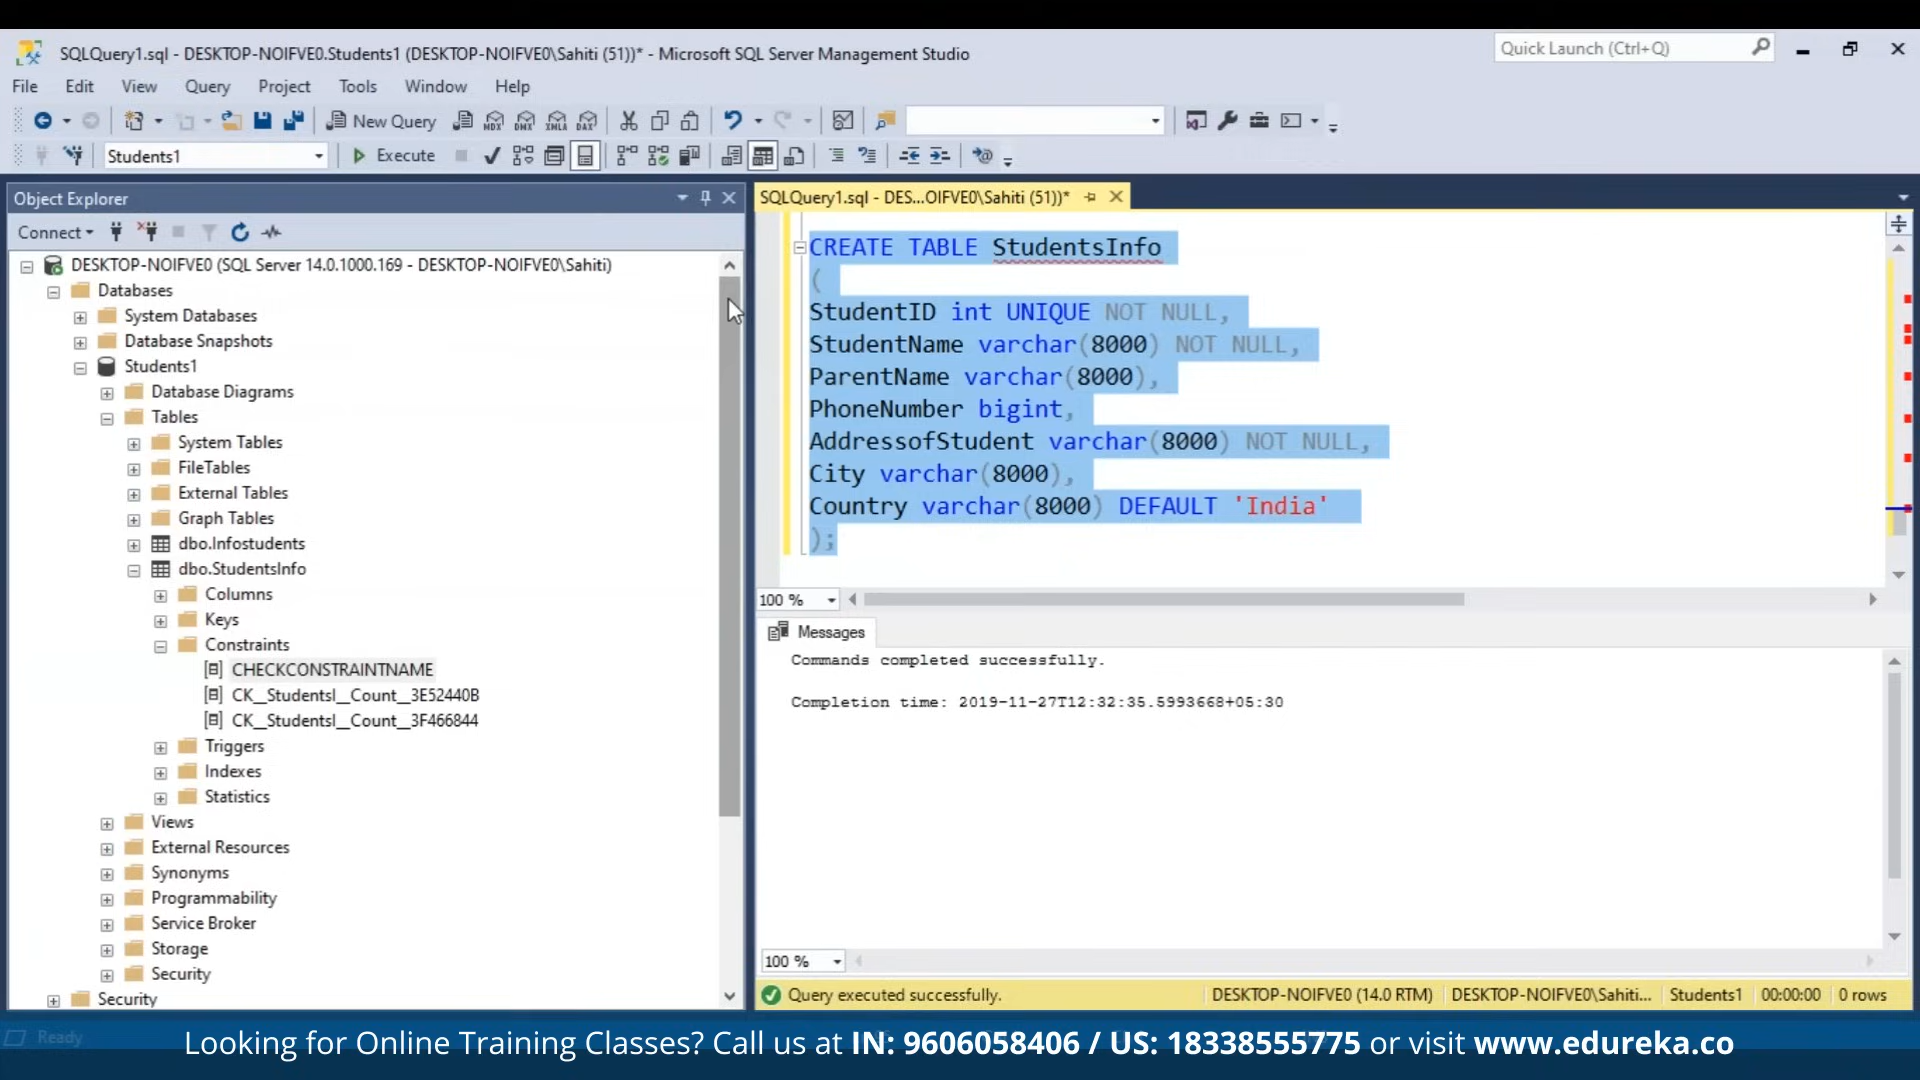 SQLQuery1.sql - DESKTOP-NOIFVE0.Students1 (DESKTOP-NOIFVE0\Sahiti (51))* - Microsoft SQL Server Management Studio
Quick Launch (Ctrl+Q)
File Edit View Query Project Tools Window Help
New Query
MDX DMX XMLA DAX
Students1
Execute
Object Explorer
Connect
DESKTOP-NOIFVE0 (SQL Server 14.0.1000.169 - DESKTOP-NOIFVE0\Sahiti)
Databases
System Databases
Database Snapshots
Students1
Database Diagrams
Tables
System Tables
FileTables
External Tables
Graph Tables
dbo.Infostudents
dbo.StudentsInfo
Columns
Keys
Constraints
CHECKCONSTRAINTNAME
CK__StudentsI__Count__3E52440B
CK__StudentsI__Count__3F466844
Triggers
Indexes
Statistics
Views
External Resources
Synonyms
Programmability
Service Broker
Storage
Security
Security
SQLQuery1.sql - DES...OIFVE0\Sahiti (51))*
CREATE TABLE StudentsInfo
(
StudentID int UNIQUE NOT NULL,
StudentName varchar(8000) NOT NULL,
ParentName varchar(8000),
PhoneNumber bigint,
AddressofStudent varchar(8000) NOT NULL,
City varchar(8000),
Country varchar(8000) DEFAULT 'India'
);
100 %
Messages
Commands completed successfully.
Completion time: 2019-11-27T12:32:35.5993668+05:30
100 %
Query executed successfully.
DESKTOP-NOIFVE0 (14.0 RTM) DESKTOP-NOIFVE0\Sahiti... Students1 00:00:00 0 rows
Ready
Looking for Online Training Classes? Call us at IN: 9606058406 / US: 18338555775 or visit www.edureka.co